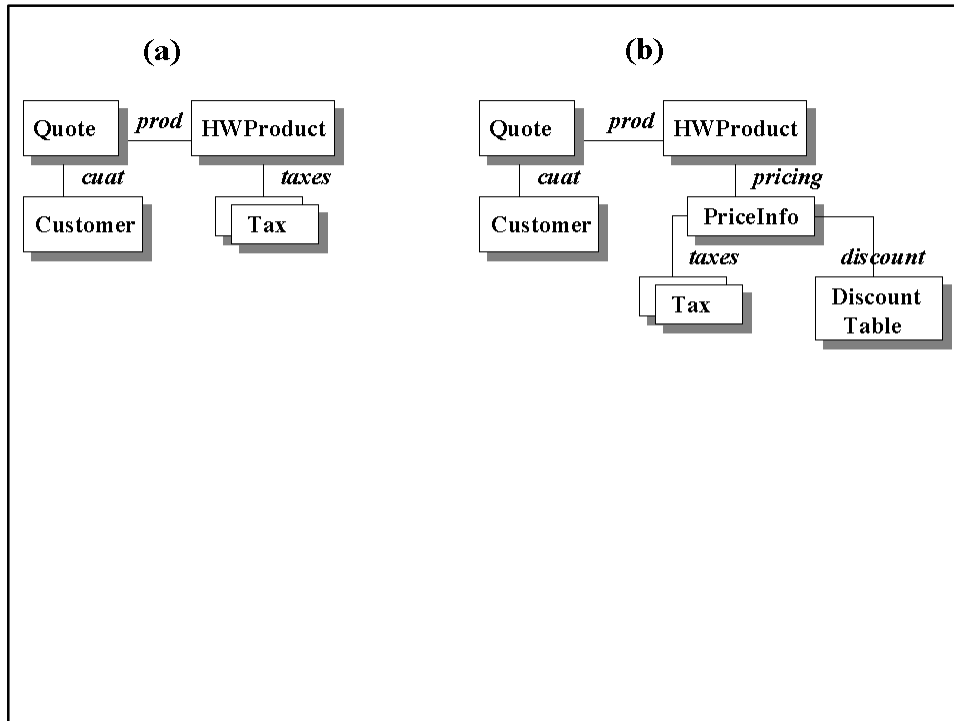 (a)
Quote
prod
HWProduct
cuat
taxes
Customer
Tax
(b)
Quote
prod
HWProduct
cuat
pricing
Customer
PriceInfo
taxes
discount
Tax
Discount
Table